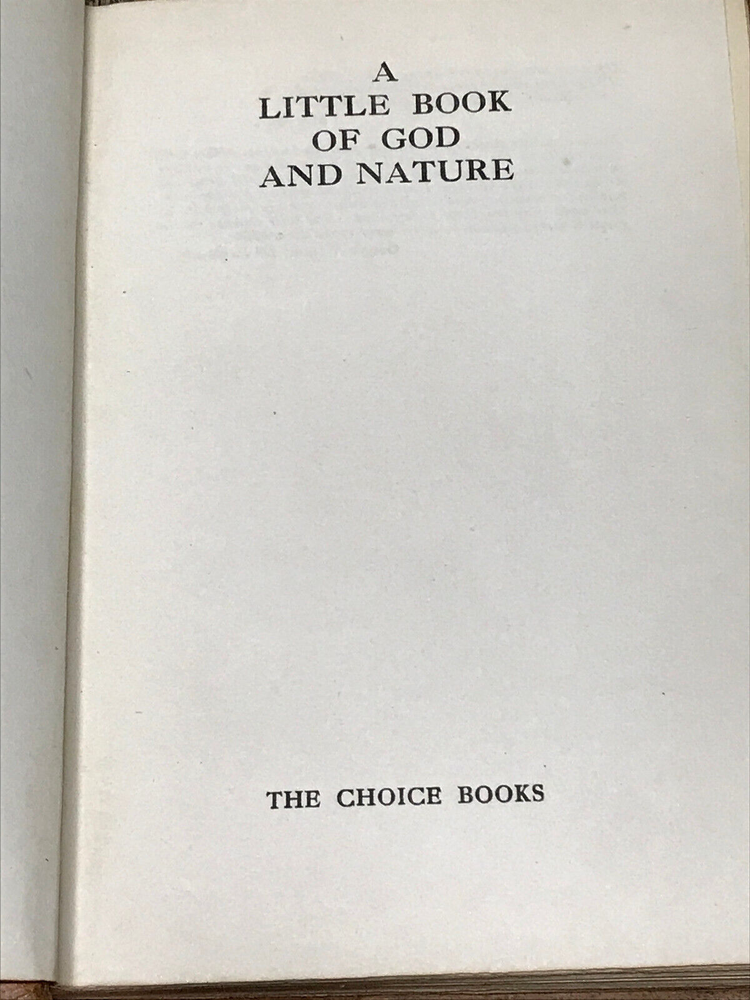 A
LITTLE BOOK
OF GOD
AND NATURE
THE CHOICE BOOKS